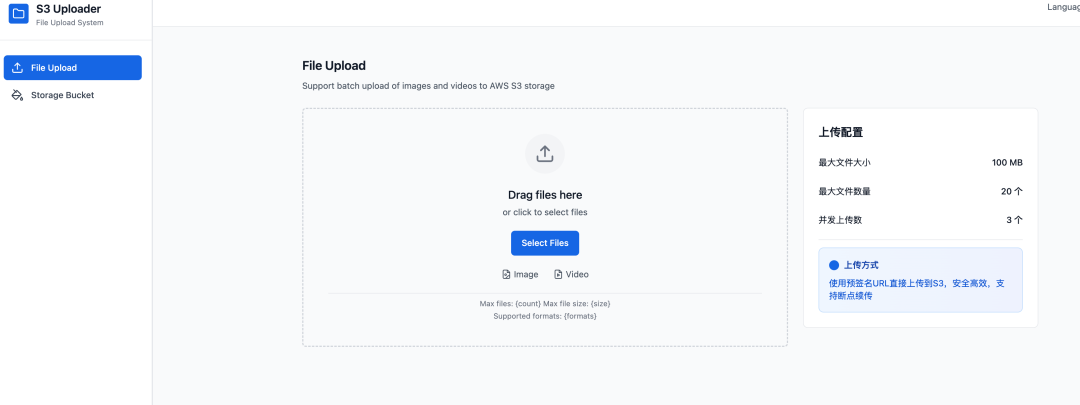 S3 Uploader
File Upload System
Languag
File Upload
Storage Bucket
File Upload
Support batch upload of images and videos to AWS S3 storage
Drag files here
or click to select files
Select Files
Image Video
Max files: {count} Max file size: {size}
Supported formats: {formats}
上传配置
最大文件大小 100 MB
最大文件数量 20 个
并发上传数 3 个
上传方式
使用预签名URL直接上传到S3，安全高效，支
持断点续传